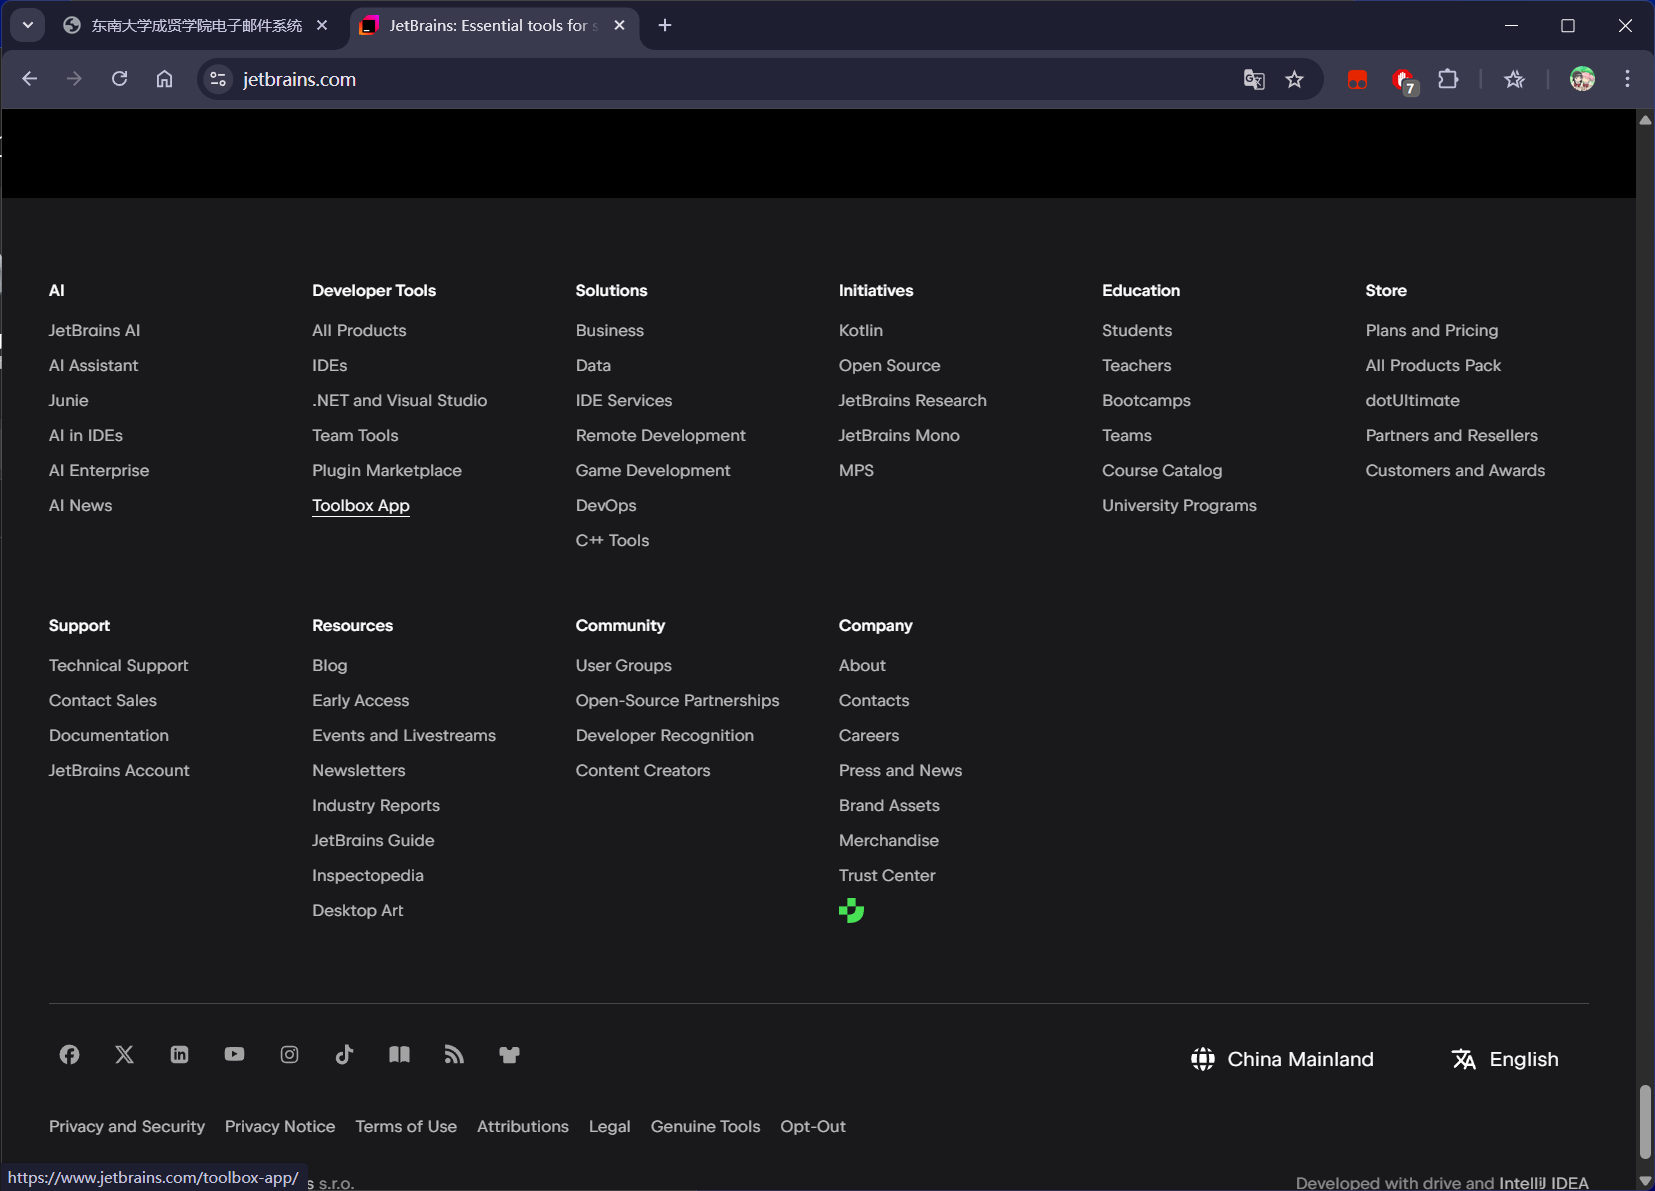 东南大学成贤学院电子邮件系统
JetBrains: Essential tools for s
jetbrains.com
7
AI
JetBrains AI
AI Assistant
Junie
AI in IDEs
AI Enterprise
AI News
Developer Tools
All Products
IDEs
.NET and Visual Studio
Team Tools
Plugin Marketplace
Toolbox App
Solutions
Business
Data
IDE Services
Remote Development
Game Development
DevOps
C++ Tools
Initiatives
Kotlin
Open Source
JetBrains Research
JetBrains Mono
MPS
Education
Students
Teachers
Bootcamps
Teams
Course Catalog
University Programs
Store
Plans and Pricing
All Products Pack
dotUltimate
Partners and Resellers
Customers and Awards
Support
Technical Support
Contact Sales
Documentation
JetBrains Account
Resources
Blog
Early Access
Events and Livestreams
Newsletters
Industry Reports
JetBrains Guide
Inspectopedia
Desktop Art
Community
User Groups
Open-Source Partnerships
Developer Recognition
Content Creators
Company
About
Contacts
Careers
Press and News
Brand Assets
Merchandise
Trust Center
China Mainland
English
Privacy and Security Privacy Notice Terms of Use Attributions Legal Genuine Tools Opt-Out
https://www.jetbrains.com/toolbox-app/
s s.r.o.
Developed with drive and IntelliJ IDEA